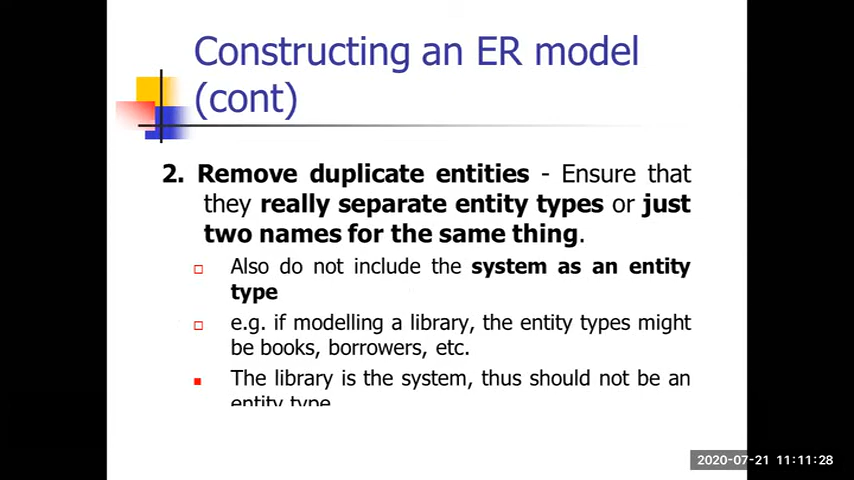 Constructing an ER model
(cont)
2. Remove duplicate entities - Ensure that
they really separate entity types or just
two names for the same thing.
Also do not include the system as an entity
type
e.g. if modelling a library, the entity types might
be books, borrowers, etc.
The library is the system, thus should not be an
entity type
2020-07-21 11:11:28